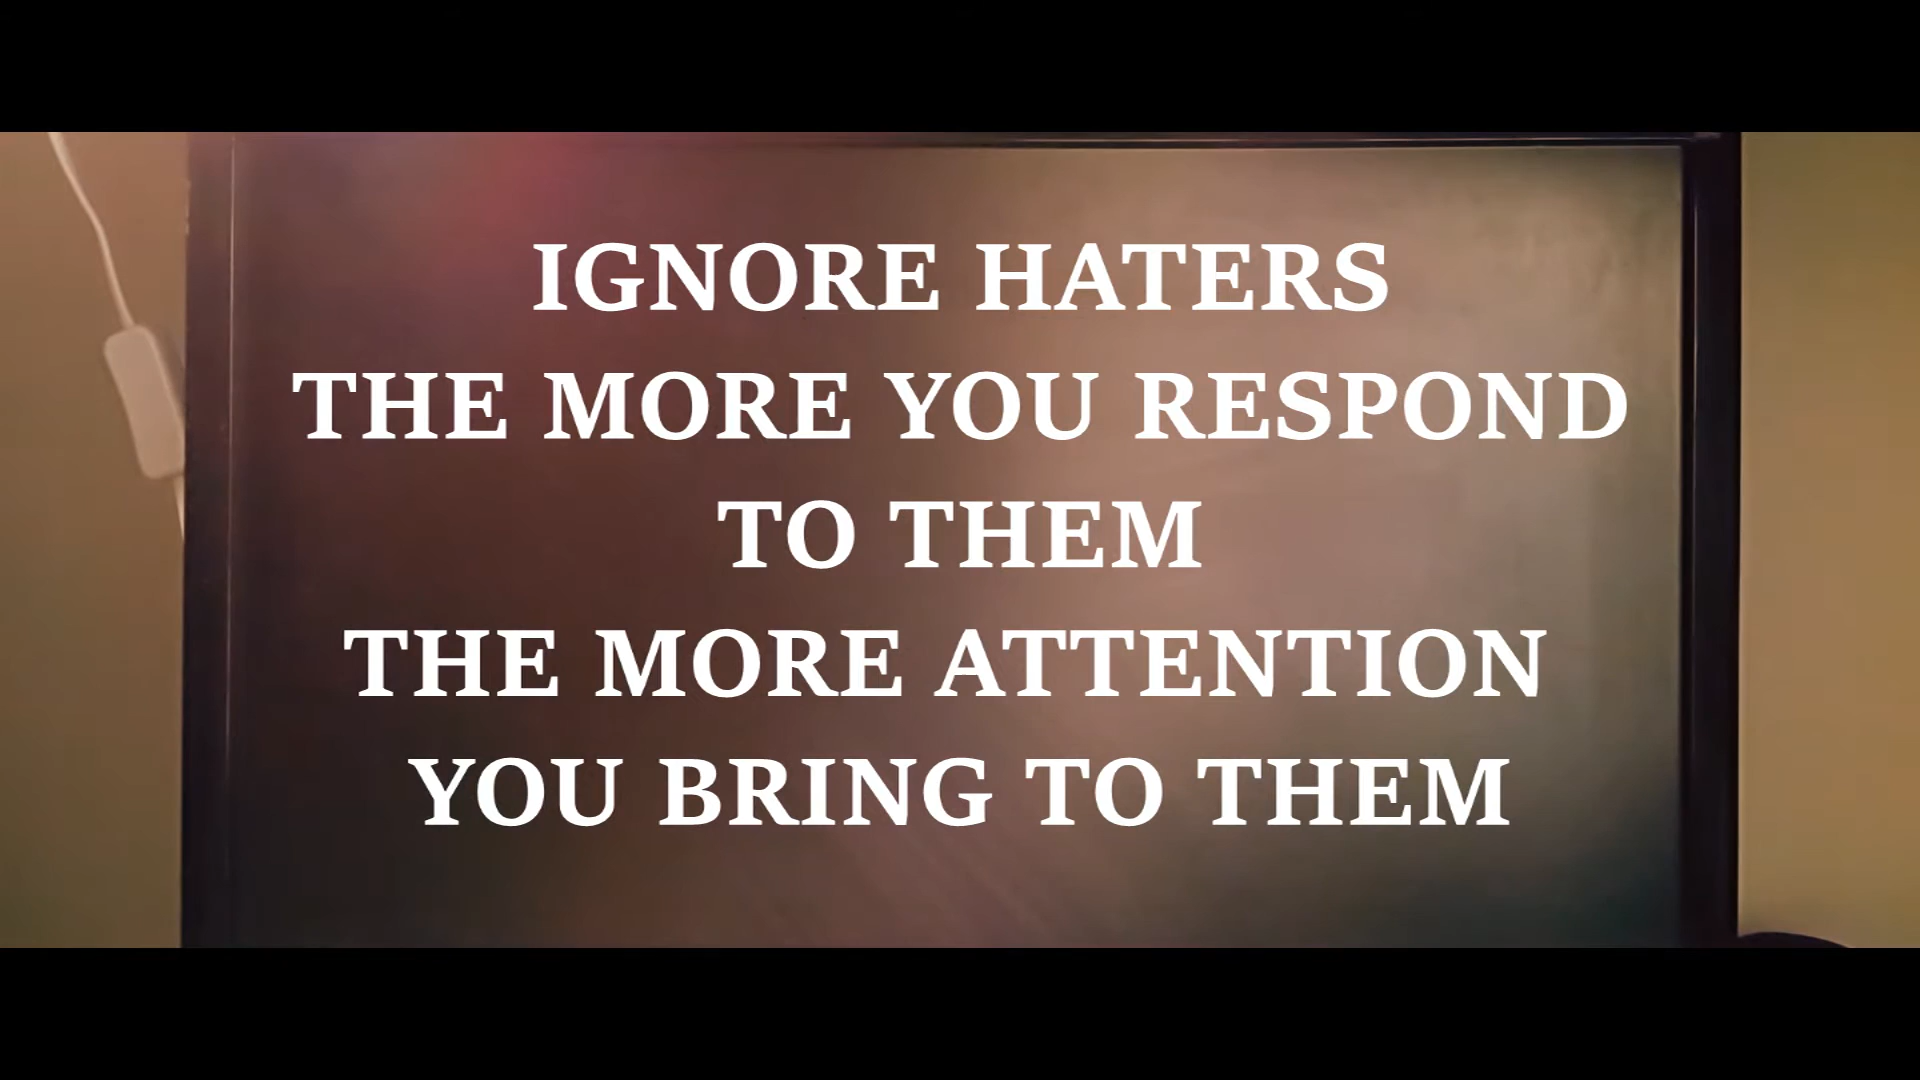 IGNORE HATERS
THE MORE YOU RESPOND
TO THEM
THE MORE ATTENTION
YOU BRING TO THEM